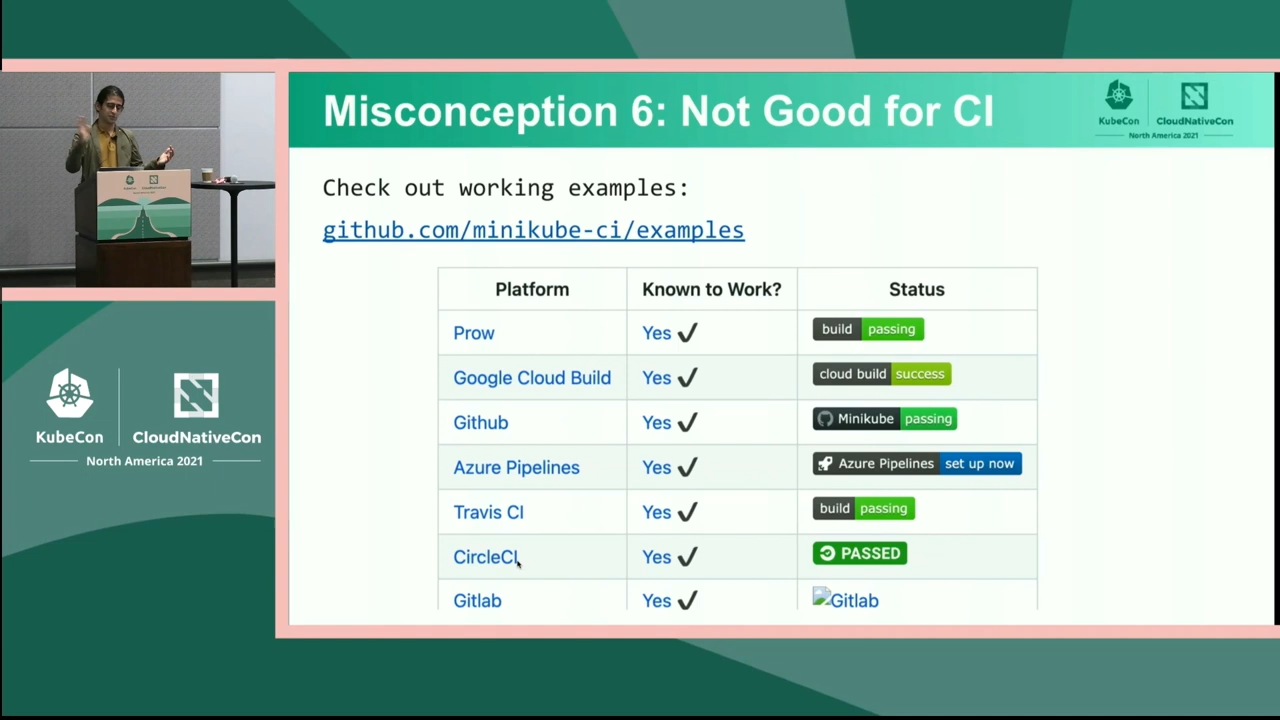 Misconception 6: Not Good for CI
KubeCon
CloudNativeCon
North America 2021
Check out working examples:
github.com/minikube-ci/examples
Platform Known to Work? Status
Prow Yes ✓ build passing
Google Cloud Build Yes ✓ cloud build success
Github Yes ✓ Minikube passing
Azure Pipelines Yes ✓ Azure Pipelines set up now
Travis CI Yes ✓ build passing
CircleCI Yes ✓ PASSED
Gitlab Yes ✓ Gitlab
KubeCon
CloudNativeCon
North America 2021